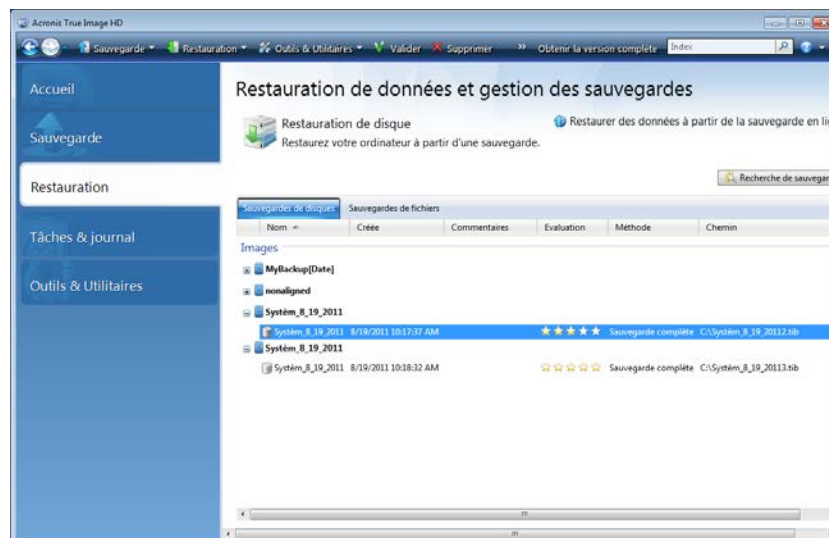 Acronis True Image HD
Sauvegarde Restauration Outils & Utilitaires Valider Supprimer » Obtenir la version complète Index
Accueil
Sauvegarde
Restauration
Tâches & journal
Outils & Utilitaires
Restauration de données et gestion des sauvegardes
Restauration de disque
Restaurez votre ordinateur à partir d'une sauvegarde.
Restaurer des données à partir de la sauvegarde en li
Recherche de sauvegar
Sauvegardes de disques Sauvegardes de fichiers
Nom Créée Commentaires Evaluation Méthode Chemin
Images
MyBackup[Date]
nonaligned
Systèm_8_19_2011
Systèm_8_19_2011 8/19/2011 10:17:37 AM Sauvegarde complète C:\Systèm_8_19_20112.tib
Systèm_8_19_2011
Systèm_8_19_2011 8/19/2011 10:18:32 AM Sauvegarde complète C:\Systèm_8_19_20113.tib